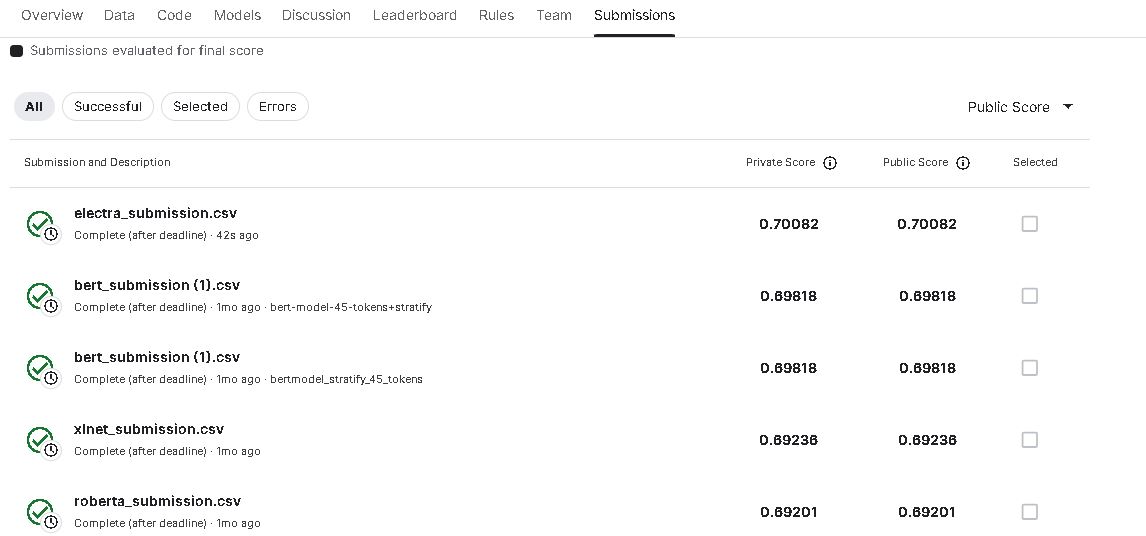 Overview Data Code Models Discussion Leaderboard Rules Team Submissions
Submissions evaluated for final score
All Successful Selected Errors Public Score
Submission and Description Private Score Public Score Selected
electra_submission.csv
Complete (after deadline) · 42s ago
0.70082 0.70082
bert_submission (1).csv
Complete (after deadline) · 1mo ago · bert-model-45-tokens+stratify
0.69818 0.69818
bert_submission (1).csv
Complete (after deadline) · 1mo ago · bertmodel_stratify_45_tokens
0.69818 0.69818
xlnet_submission.csv
Complete (after deadline) · 1mo ago
0.69236 0.69236
roberta_submission.csv
Complete (after deadline) · 1mo ago
0.69201 0.69201